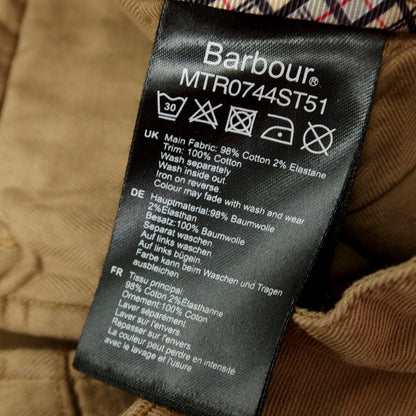 Barbour®
MTR0744ST51
30
UK Main Fabric: 98% Cotton 2% Elastane
Trim: 100% Cotton
Wash separately
Wash inside out
Iron on reverse
Colour may fade with wash and wear
DE Hauptmaterial:98% Baumwolle
2%Elasthan
Besatz:100% Baumwolle
Separat waschen
Auf links waschen
Auf links bügeln
Farbe kann beim Waschen und Tragen
ausbleichen
FR Tissu principal:
98% Coton 2% Élasthanne
Ornement:100% Coton
Laver séparément.
Laver sur l'envers.
Repasser sur l'envers.
La couleur peut perdre en intensité
avec le lavage et l'usure